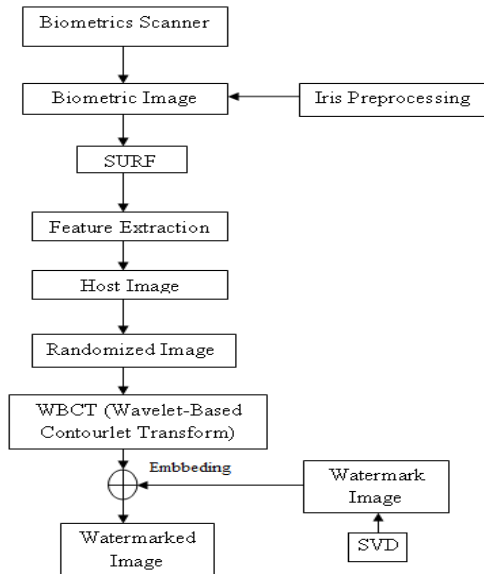 Biometrics Scanner
Biometric Image
Iris Preprocessing
SURF
Feature Extraction
Host Image
Randomized Image
WBCT (Wavelet-Based
Contourlet Transform)
Embbeding
Watermark
Image
Watermarked
Image
SVD